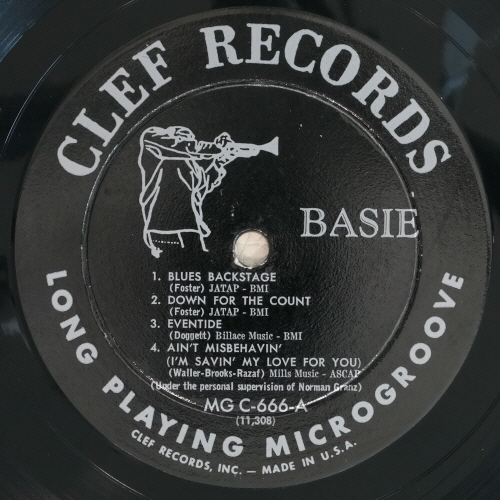 CLEF RECORDS
BASIE
1. BLUES BACKSTAGE
(Foster) JATAP - BMI
2. DOWN FOR THE COUNT
(Foster) JATAP - BMI
3. EVENTIDE
(Doggett) Billace Music - BMI
4. AIN'T MISBEHAVIN'
(I'M SAVIN' MY LOVE FOR YOU)
(Waller-Brooks-Razaf) Mills Music - ASCAP
(Under the personal supervision of Norman Granz)
MG C-666-A
(11,308)
LONG PLAYING MICROGROOVE
CLEF RECORDS, INC. — MADE IN U.S.A.